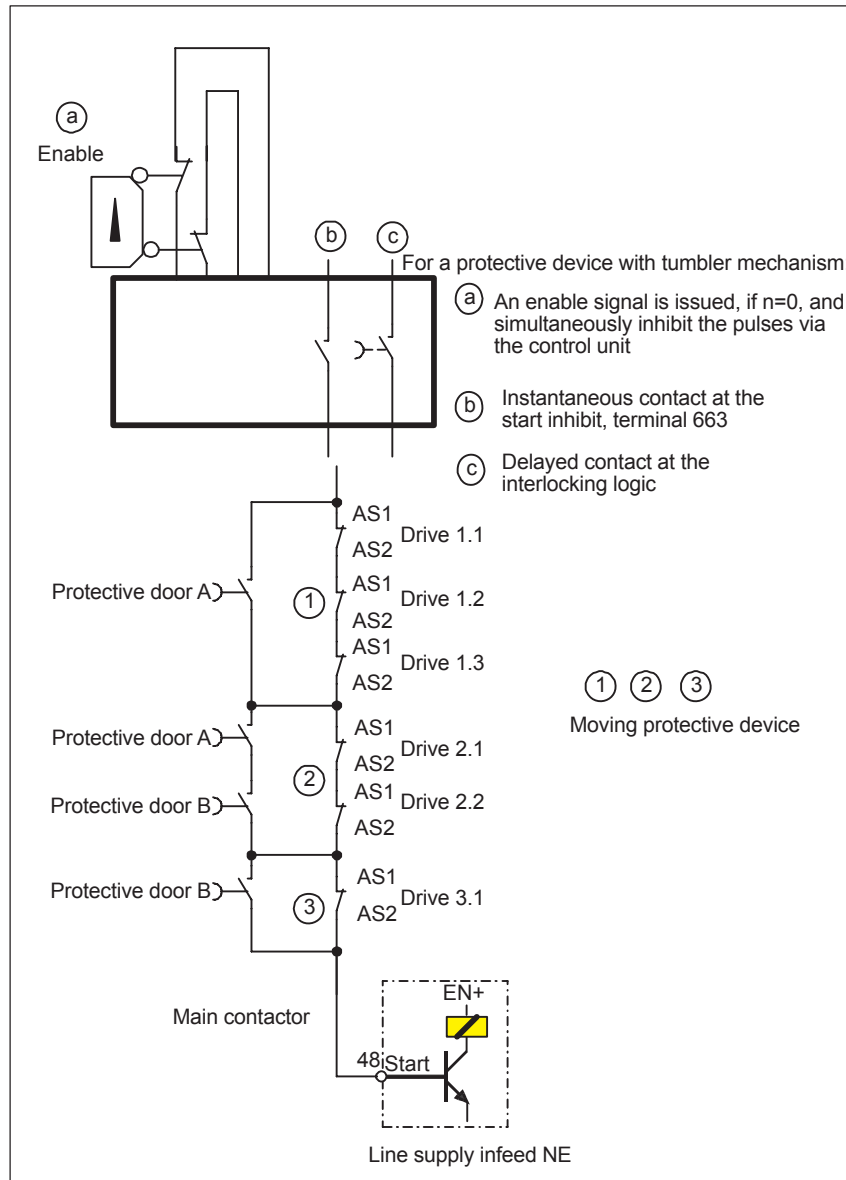 a
Enable
b
c
For a protective device with tumbler mechanism
a An enable signal is issued, if n=0, and
simultaneously inhibit the pulses via
the control unit
b Instantaneous contact at the
start inhibit, terminal 663
c Delayed contact at the
interlocking logic
AS1
AS2
Drive 1.1
Protective door A
1
AS1
AS2
Drive 1.2
AS1
AS2
Drive 1.3
1 2 3
Moving protective device
Protective door A
AS1
AS2
Drive 2.1
2
Protective door B
AS1
AS2
Drive 2.2
Protective door B
3
AS1
AS2
Drive 3.1
Main contactor
EN+
48
Start
Line supply infeed NE